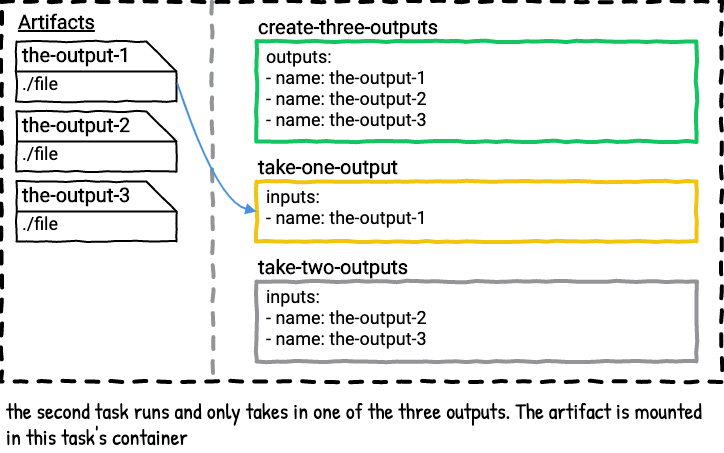 Artifacts
the-output-1
./file
the-output-2
./file
the-output-3
./file
create-three-outputs
outputs:
- name: the-output-1
- name: the-output-2
- name: the-output-3
take-one-output
inputs:
- name: the-output-1
take-two-outputs
inputs:
- name: the-output-2
- name: the-output-3
the second task runs and only takes in one of the three outputs. The artifact is mounted
in this task's container